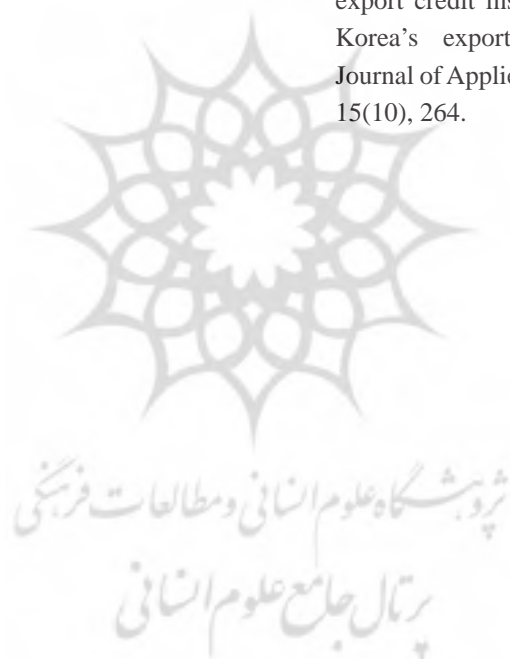 export credit ins
Korea's export
Journal of Applie
15(10), 264.
پژوهشگاه علوم انسانی و مطالعات فرهنگی
پرتال جامع علوم انسانی